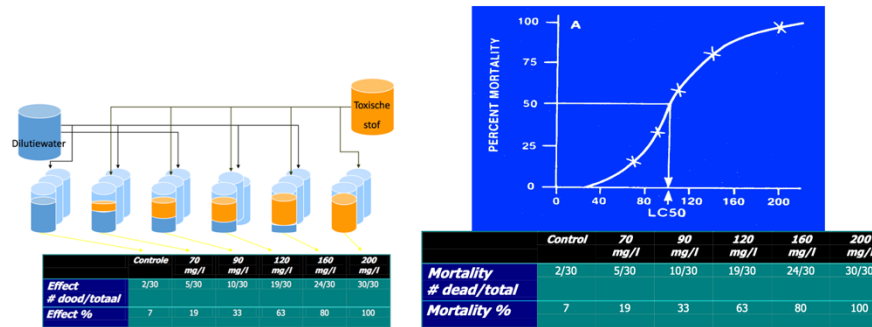 Toxische
stof
Dilutiewater
Controle 70 mg/l 90 mg/l 120 mg/l 160 mg/l 200 mg/l
Effect # dood/totaal 2/30 5/30 10/30 19/30 24/30 30/30
Effect % 7 19 33 63 80 100
A
PERCENT MORTALITY
100
75
50
25
0
0 40 80 120 160 200
LC50
Control 70 mg/l 90 mg/l 120 mg/l 160 mg/l 200 mg/l
Mortality # dead/total 2/30 5/30 10/30 19/30 24/30 30/30
Mortality % 7 19 33 63 80 100